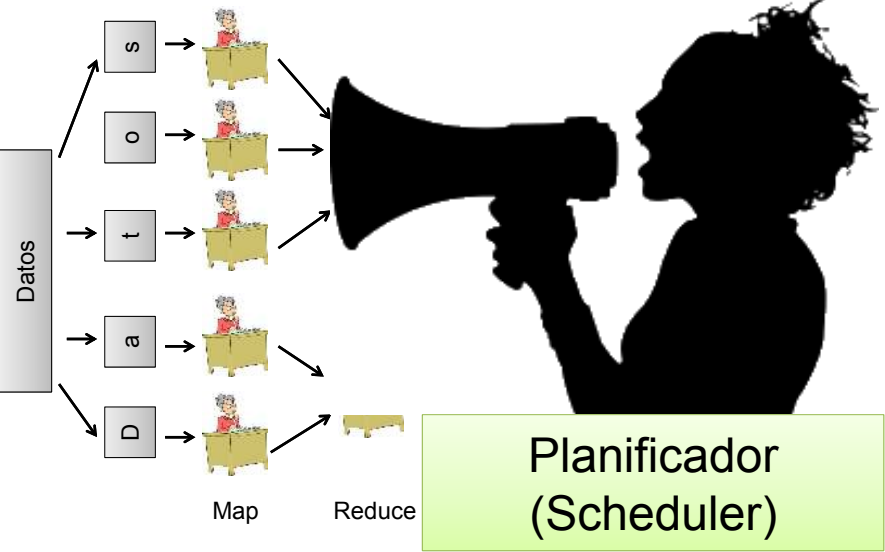 Datos
s
o
t
a
D
Map
Reduce
Planificador
(Scheduler)